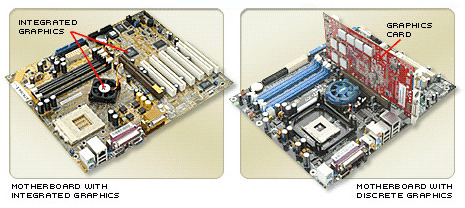 INTEGRATED
GRAPHICS
GRAPHICS
CARD
MOTHERBOARD WITH
INTEGRATED GRAPHICS
MOTHERBOARD WITH
DISCRETE GRAPHICS